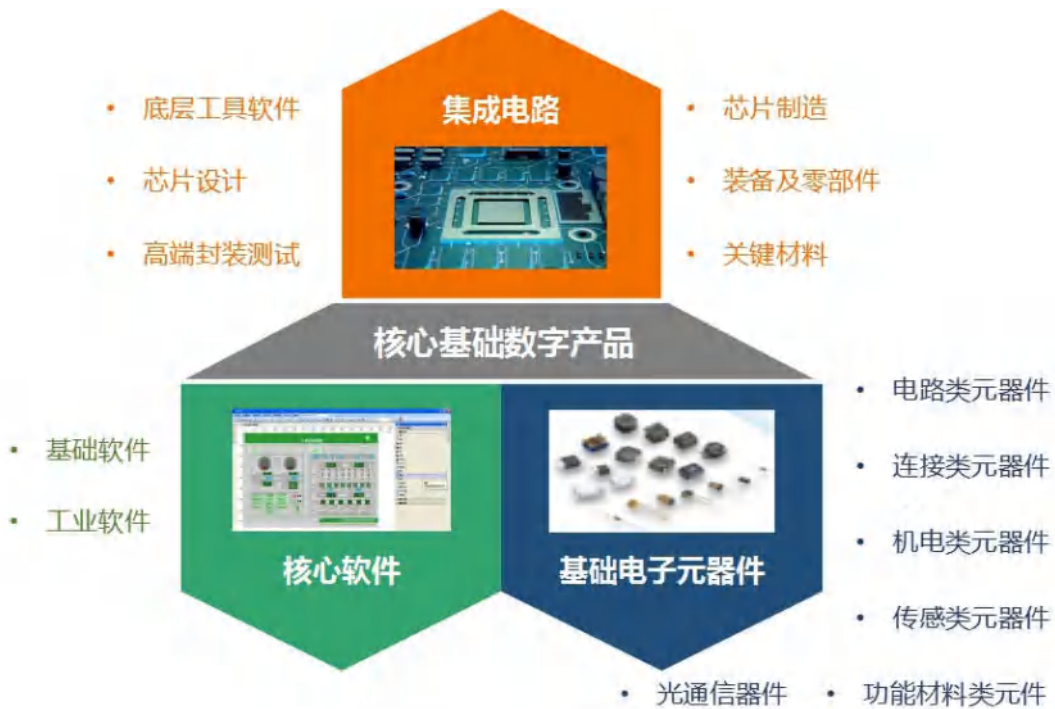 集成电路
• 底层工具软件
• 芯片设计
• 高端封装测试
• 芯片制造
• 装备及零部件
• 关键材料
核心基础数字产品
• 基础软件
• 工业软件
核心软件
基础电子元器件
• 电路类元器件
• 连接类元器件
• 机电类元器件
• 传感类元器件
• 光通信器件
• 功能材料类元件